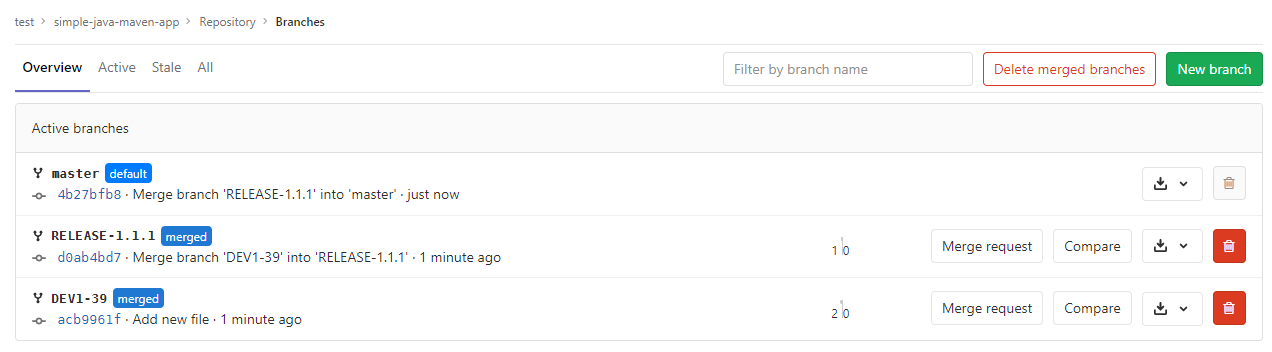 test > simple-java-maven-app > Repository > Branches
Overview Active Stale All Filter by branch name Delete merged branches New branch
Active branches
master default
4b27bfb8 · Merge branch 'RELEASE-1.1.1' into 'master' · just now
RELEASE-1.1.1 merged
d0ab4bd7 · Merge branch 'DEV1-39' into 'RELEASE-1.1.1' · 1 minute ago
1 0 Merge request Compare
DEV1-39 merged
acb9961f · Add new file · 1 minute ago
2 0 Merge request Compare